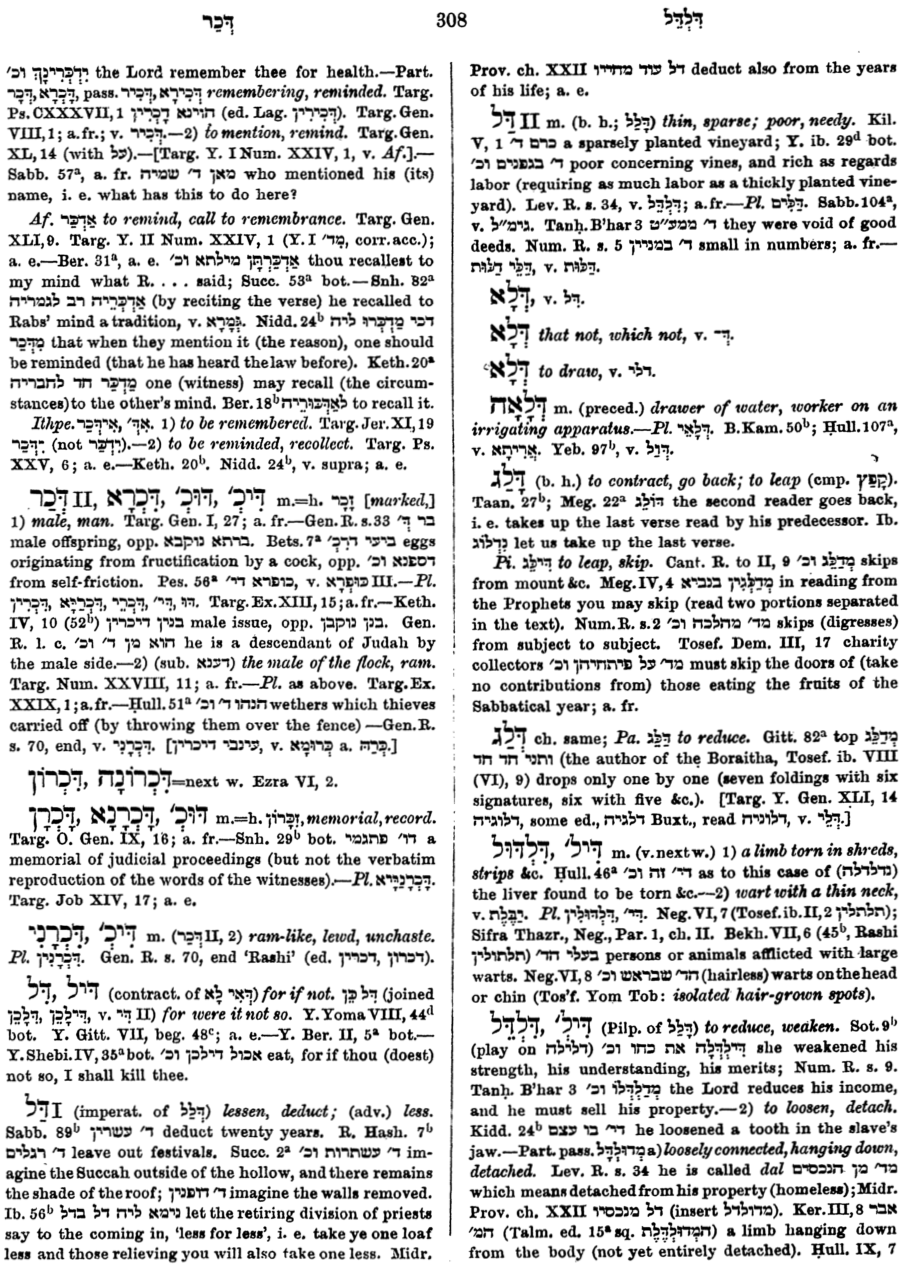 דְּכַר
308
דִּלְדֵּל
יִדְכְּרִינָךְ וכ׳ the Lord remember thee for health.—Part.
דָּכַר, דָּכְרָא, pass. דְּכִיר, דְּכִירָא remembering, reminded. Targ.
Ps. CXXXVII, 1 הוינא דָכְרִין (ed. Lag. דְּכִירִין). Targ. Gen.
VIII, 1; a. fr.; v. דְּכִיר.—2) to mention, remind. Targ. Gen.
XL, 14 (with עַל).—[Targ. Y. I Num. XXIV, 1, v. Af.].—
Sabb. 57ᵃ, a. fr. מאן ד׳ שמיה who mentioned his (its)
name, i. e. what has this to do here?
Af. אַדְכַּר to remind, call to remembrance. Targ. Gen.
XLI, 9. Targ. Y. II Num. XXIV, 1 (Y. I מַד׳, corr. acc.);
a. e.—Ber. 31ᵃ, a. e. אַדְכַּרְתָּן מילתא וכ׳ thou recallest to
my mind what R. . . . said; Succ. 53ᵃ bot.—Snh. 82ᵃ
אַדְכְּרֵיה רב לגמריה (by reciting the verse) he recalled to
Rabs' mind a tradition, v. גְּמָרָא. Nidd. 24ᵇ דכי מַדְכְּרוּ ליה
מִדְּכַר that when they mention it (the reason), one should
be reminded (that he has heard the law before). Keth. 20ᵃ
מַדְכַּר חד לחבריה one (witness) may recall (the circum-
stances) to the other's mind. Ber. 18ᵇ לְאַדְכּוּרֵיה to recall it.
Ithpe. אִדְּ׳, אִידְּכַר. 1) to be remembered. Targ. Jer. XI, 19
יִדְּכַר (not יִדְכַר).—2) to be reminded, recollect. Targ. Ps.
XXV, 6; a. e.—Keth. 20ᵇ. Nidd. 24ᵇ, v. supra; a. e.
דְּכַר II, דִּכְרָא, דּוּכְ׳, דִּיכְ׳ m.=h. זָכָר [marked,]
1) male, man. Targ. Gen. I, 27; a. fr.—Gen. R. s. 33 בר ד׳
male offspring, opp. ברתא נוקבא. Bets. 7ᵃ ביעי דדִכְ׳ eggs
originating from fructification by a cock, opp. דספנא וכ׳
from self-friction. Pes. 56ᵃ כופרא די׳, v. כּוּפְרָא III.—Pl.
דִּכְרִין, דִּכְרַיָּא, דִּכְרֵי, דִּי׳, דּוּ. Targ. Ex. XIII, 15; a. fr.—Keth.
IV, 10 (52ᵇ) בנין דיכרין male issue, opp. בנן נוקבן. Gen.
R. l. c. הוא מן ד׳ וכ׳ he is a descendant of Judah by
the male side.—2) (sub. דענא) the male of the flock, ram.
Targ. Num. XXVIII, 11; a. fr.—Pl. as above. Targ. Ex.
XXIX, 1; a. fr.—Ḥull. 51ᵃ הנהו ד׳ וכ׳ wethers which thieves
carried off (by throwing them over the fence)—Gen. R.
s. 70, end, v. דִּכְרָנַי. [עינבי דיכרין, v. כְּרוּמָא a. כְּרָה.]
דִּכְרוֹנָה, דִּכְרוֹן=next w. Ezra VI, 2.
דָּכְרָן, דָּכְרָנָא, דּוּכְ׳ m.=h. זִכָּרוֹן, memorial, record.
Targ. O. Gen. IX, 16; a. fr.—Snh. 29ᵇ bot. דו׳ פתגמי a
memorial of judicial proceedings (but not the verbatim
reproduction of the words of the witnesses).—Pl. דָּכְרָנַיָּיא.
Targ. Job XIV, 17; a. e.
דִּכְרָנַי, דִּיכְ׳ m. (דְּכַר II, 2) ram-like, lewd, unchaste.
Pl. דִּכְרָנִין. Gen. R. s. 70, end 'Rashi' (ed. דכרון, דכריין).
דִּל, דִּיל (contract. of דְּאִי לָא) for if not. דִּל כֵּן (joined
דִּלְכֵּן, דִּילְכֵּן, v. דִּי II) for were it not so. Y. Yoma VIII, 44ᵈ
bot. Y. Gitt. VII, beg. 48ᶜ; a. e.—Y. Ber. II, 5ᵃ bot.—
Y. Shebi. IV, 35ᵃ bot. אכול דילכן וכ׳ eat, for if thou (doest)
not so, I shall kill thee.
דַּל I (imperat. of דְּלַל) lessen, deduct; (adv.) less.
Sabb. 89ᵇ ד׳ עשרין deduct twenty years. R. Hash. 7ᵇ
ד׳ רגלים leave out festivals. Succ. 2ᵃ ד׳ עשתרות וכ׳ im-
agine the Succah outside of the hollow, and there remains
the shade of the roof; ד׳ דופנין imagine the walls removed.
Ib. 56ᵇ נימא ליה דל בדל let the retiring division of priests
say to the coming in, 'less for less', i. e. take ye one loaf
less and those relieving you will also take one less. Midr.
Prov. ch. XXII דל עוד מחייו deduct also from the years
of his life; a. e.
דַּל II m. (b. h.; דָּלַל) thin, sparse; poor, needy. Kil.
V, 1 כרם ד׳ a sparsely planted vineyard; Y. ib. 29ᵈ bot.
ד׳ בגפנים וכ׳ poor concerning vines, and rich as regards
labor (requiring as much labor as a thickly planted vine-
yard). Lev. R. s. 34, v. דִּלְדֵּל; a. fr.—Pl. דַּלִּים. Sabb. 104ᵃ,
v. גימ״ל. Tanḥ. B'har 3 ד׳ ממע״ט they were void of good
deeds. Num. R. s. 5 ד׳ במניין small in numbers; a. fr.—
דַּלֵּי דַלּוּת, v. דַּלּוּת.
דָּלָא, v. דַּל.
דְּלָא that not, which not, v. דְּ־.
דְּלָא to draw, v. דלי.
דַּלָּאָה m. (preced.) drawer of water, worker on an
irrigating apparatus.—Pl. דַּלָּאֵי. B. Kam. 50ᵇ; Ḥull. 107ᵃ,
v. אֲרִיתָא. Yeb. 97ᵇ, v. דְּוַל.
דָּלַג (b. h.) to contract, go back; to leap (cmp. קָפַץ).
Taan. 27ᵇ; Meg. 22ᵃ דּוֹלֵג the second reader goes back,
i. e. takes up the last verse read by his predecessor. Ib.
נִדְלוֹג let us take up the last verse.
Pi. דִּילֵּג to leap, skip. Cant. R. to II, 9 מְדַלֵּג וכ׳ skips
from mount &c. Meg. IV, 4 מְדַלְּגִין בנביא in reading from
the Prophets you may skip (read two portions separated
in the text). Num. R. s. 2 מד׳ מהלכה וכ׳ skips (digresses)
from subject to subject. Tosef. Dem. III, 17 charity
collectors מד׳ על פיתחיהן וכ׳ must skip the doors of (take
no contributions from) those eating the fruits of the
Sabbatical year; a. fr.
דְּלַג ch. same; Pa. דַּלֵּג to reduce. Gitt. 82ᵃ top מְדַלֵּג
ותני חד חד (the author of the Boraitha, Tosef. ib. VIII
(VI), 9) drops only one by one (seven foldings with six
signatures, six with five &c.). [Targ. Y. Gen. XLI, 14
דלוגיה, some ed., דלגיה Buxt., read דלוניה, v. דְּלֵי.]
דִּלְדּוּל, דִּיל׳ m. (v. next w.) 1) a limb torn in shreds,
strips &c. Ḥull. 46ᵃ די׳ זה וכ׳ as to this case of (נדלדלה)
the liver found to be torn &c.—2) wart with a thin neck,
v. יַבֶּלֶת. Pl. דִּלְדּוּלִין, דִּי׳. Neg. VI, 7 (Tosef. ib. II, 2 תלתלין);
Sifra Thazr., Neg., Par. 1, ch. II. Bekh. VII, 6 (45ᵇ, Rashi
תלתולין) בעלי הד׳ persons or animals afflicted with large
warts. Neg. VI, 8 הד׳ שבראש וכ׳ (hairless) warts on the head
or chin (Tos'f. Yom Tob: isolated hair-grown spots).
דִּלְדֵּל, דִּיל׳ (Pilp. of דָּלַל) to reduce, weaken. Sot. 9ᵇ
(play on דלילה) דִּילְדְּלָה את כחו וכ׳ she weakened his
strength, his understanding, his merits; Num. R. s. 9.
Tanḥ. B'har 3 מְדַלְדְּלוֹ וכ׳ the Lord reduces his income,
and he must sell his property.—2) to loosen, detach.
Kidd. 24ᵇ די׳ בו עצם he loosened a tooth in the slave's
jaw.—Part. pass. מְדוּלְדָּל a) loosely connected, hanging down,
detached. Lev. R. s. 34 he is called dal מד׳ מן הנכסים
which means detached from his property (homeless); Midr.
Prov. ch. XXII דל מנכסיו (insert מדולדל). Ker. III, 8 אבר
המ׳ (Talm. ed. 15ᵃ sq. הַמְדוּלְדֶּלֶת) a limb hanging down
from the body (not yet entirely detached). Ḥull. IX, 7